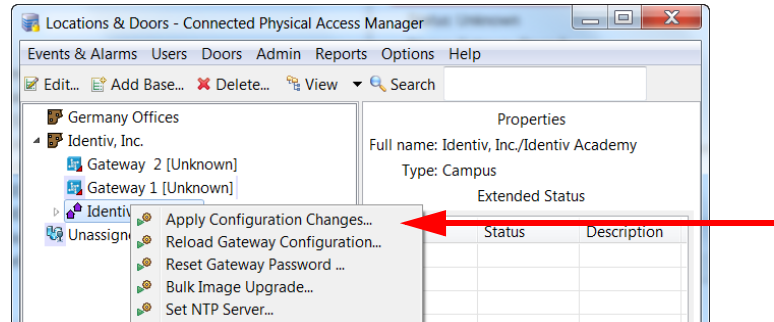 Locations & Doors - Connected Physical Access Manager
Events & Alarms Users Doors Admin Reports Options Help
Edit... Add Base... Delete... View Search
Germany Offices
Identiv, Inc.
Gateway 2 [Unknown]
Gateway 1 [Unknown]
Unassigne
Apply Configuration Changes...
Reload Gateway Configuration...
Reset Gateway Password ...
Bulk Image Upgrade...
Set NTP Server...
Properties
Full name: Identiv, Inc./Identiv Academy
Type: Campus
Extended Status
Status Description